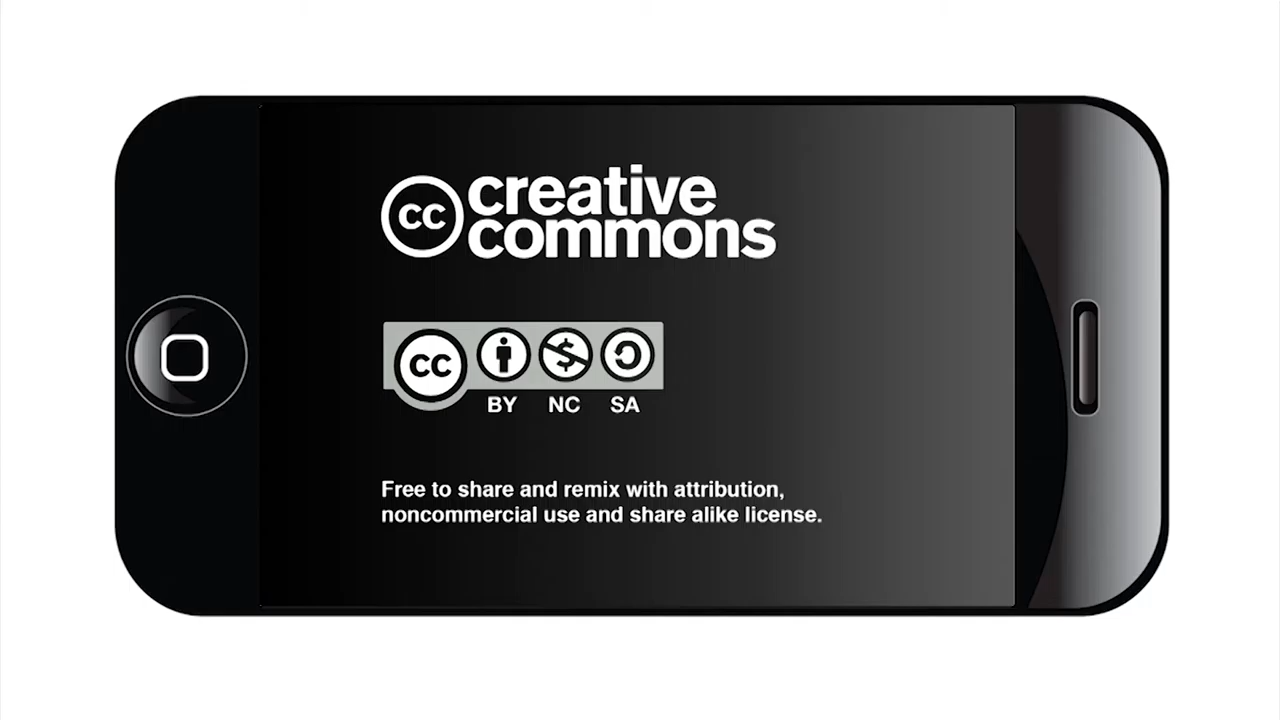 cc creative
commons
cc
BY NC SA
Free to share and remix with attribution,
noncommercial use and share alike license.